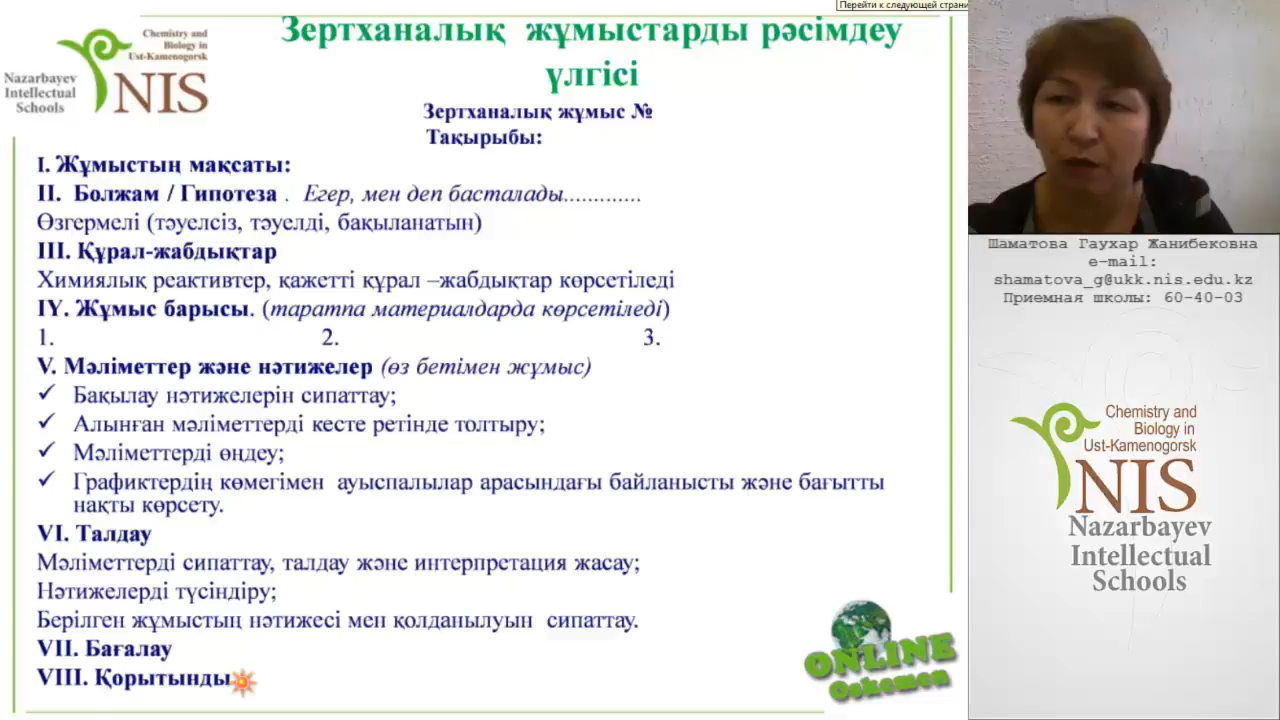 Перейти к следующей страни
Зертханалық жұмыстарды рәсімдеу
үлгісі
Chemistry and
Biology in
Ust-Kamenogorsk
Nazarbayev
Intellectual
Schools
NIS
Зертханалық жұмыс №
Тақырыбы:
I. Жұмыстың мақсаты:
II. Болжам / Гипотеза . Егер, мен деп басталады.............
Өзгермелі (тәуелсіз, тәуелді, бақыланатын)
III. Құрал-жабдықтар
Химиялық реактивтер, қажетті құрал –жабдықтар көрсетіледі
IY. Жұмыс барысы. (таратпа материалдарда көрсетіледі)
1. 2. 3.
V. Мәліметтер және нәтижелер (өз бетімен жұмыс)
✓ Бақылау нәтижелерін сипаттау;
✓ Алынған мәліметтерді кесте ретінде толтыру;
✓ Мәліметтерді өңдеу;
✓ Графиктердің көмегімен ауыспалылар арасындағы байланысты және бағытты
нақты көрсету.
VI. Талдау
Мәліметтерді сипаттау, талдау және интерпретация жасау;
Нәтижелерді түсіндіру;
Берілген жұмыстың нәтижесі мен қолданылуын сипаттау.
VII. Бағалау
VIII. Қорытынды
ONLINE
Oskemen
Шаматова Гаухар Жанибековна
e-mail:
shamatova_g@ukk.nis.edu.kz
Приемная школы: 60-40-03
Chemistry and
Biology in
Ust-Kamenogorsk
NIS
Nazarbayev
Intellectual
Schools